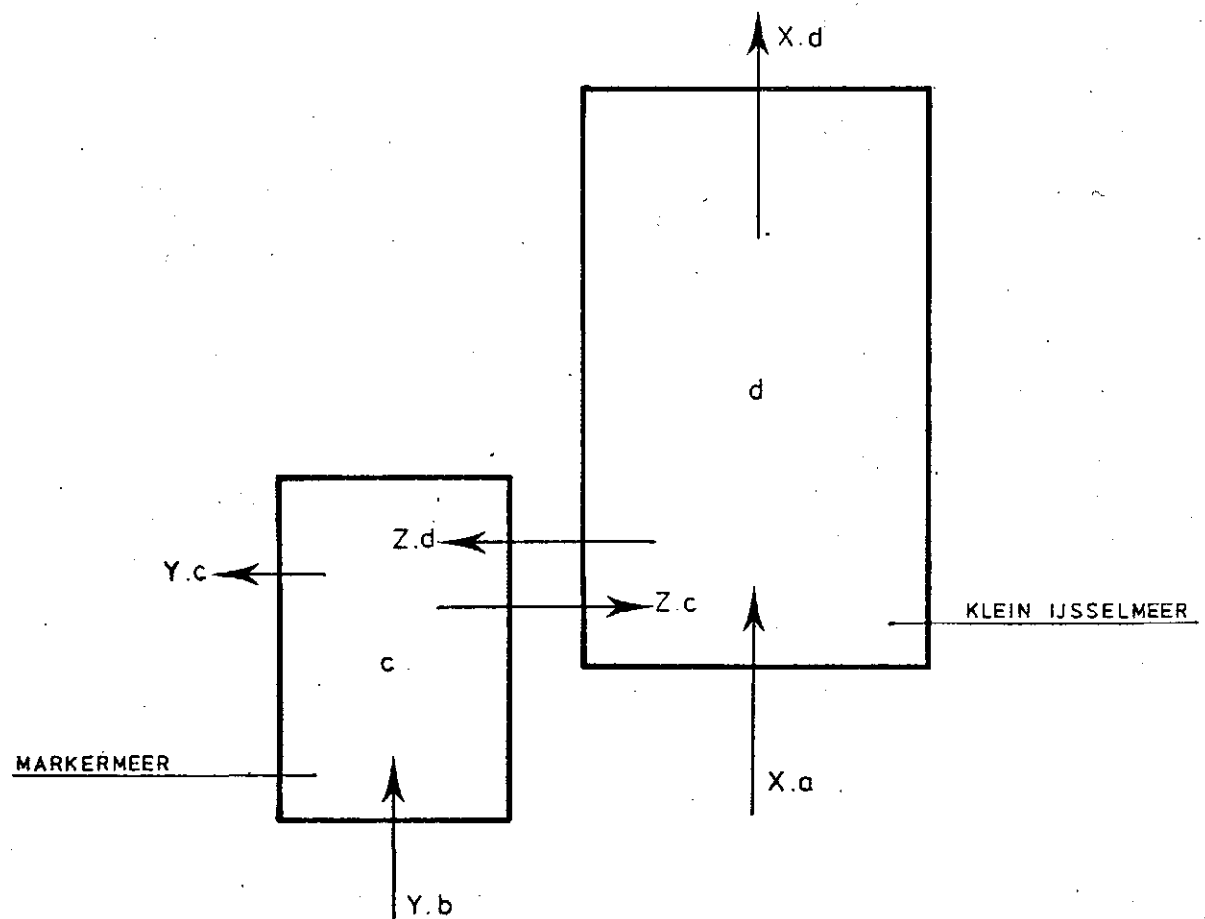 X.d
d
Z.d
Y.c
Z.c
KLEIN IJSSELMEER
c
MARKERMEER
X.a
Y.b